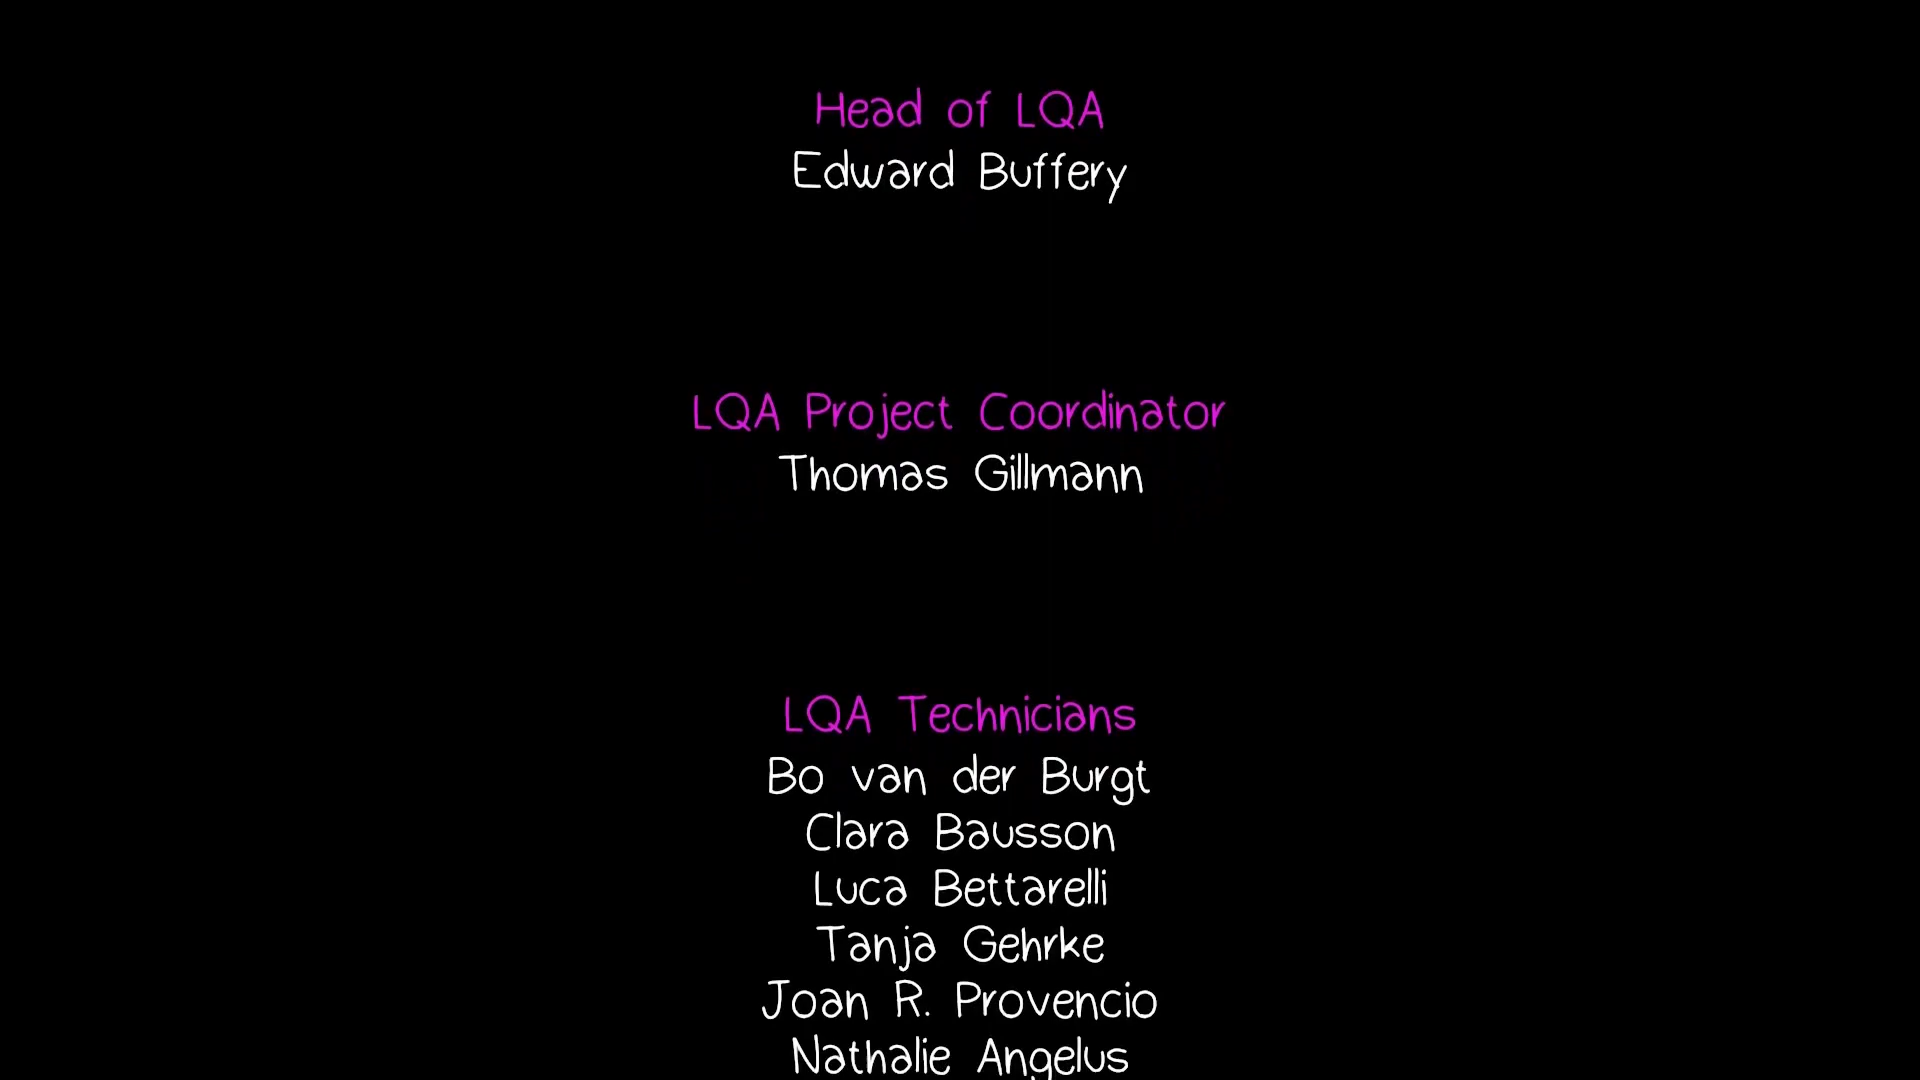 Head of LQA
Edward Buffery
LQA Project Coordinator
Thomas Gillmann
LQA Technicians
Bo van der Burgt
Clara Bausson
Luca Bettarelli
Tanja Gehrke
Joan R. Provencio
Nathalie Angelus